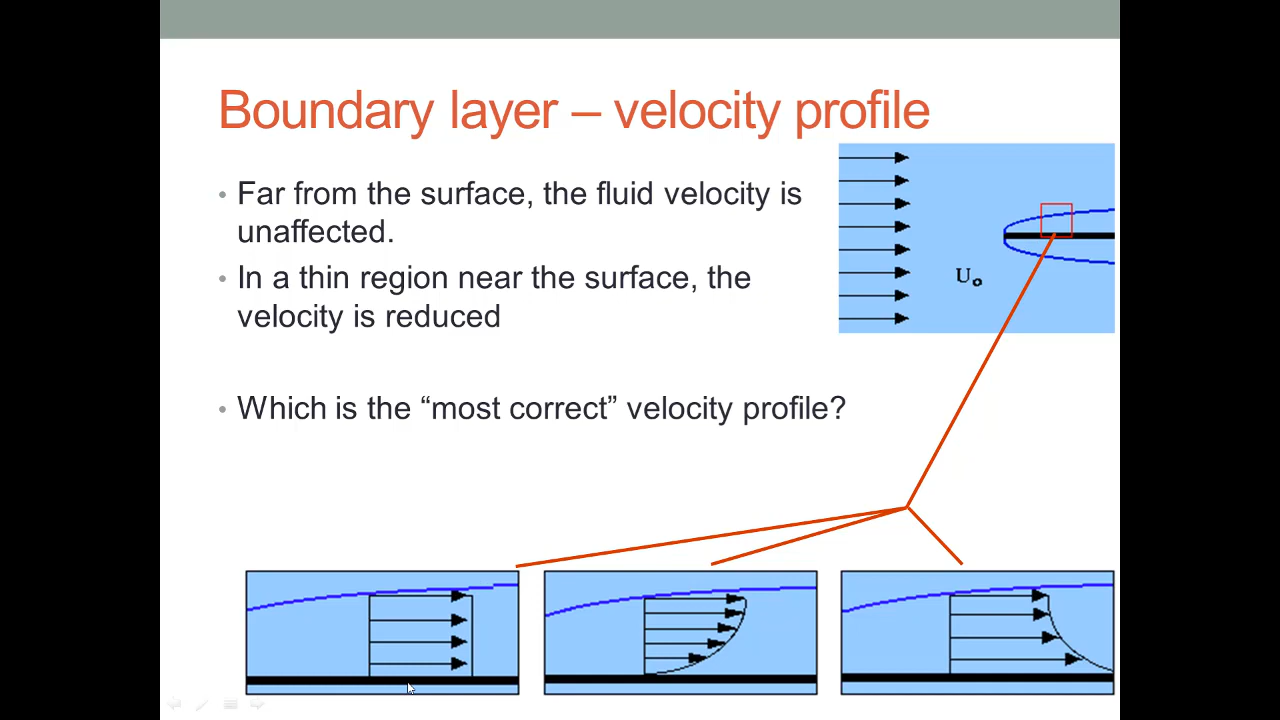 Boundary layer – velocity profile
• Far from the surface, the fluid velocity is
unaffected.
• In a thin region near the surface, the
velocity is reduced
• Which is the “most correct” velocity profile?
U₀